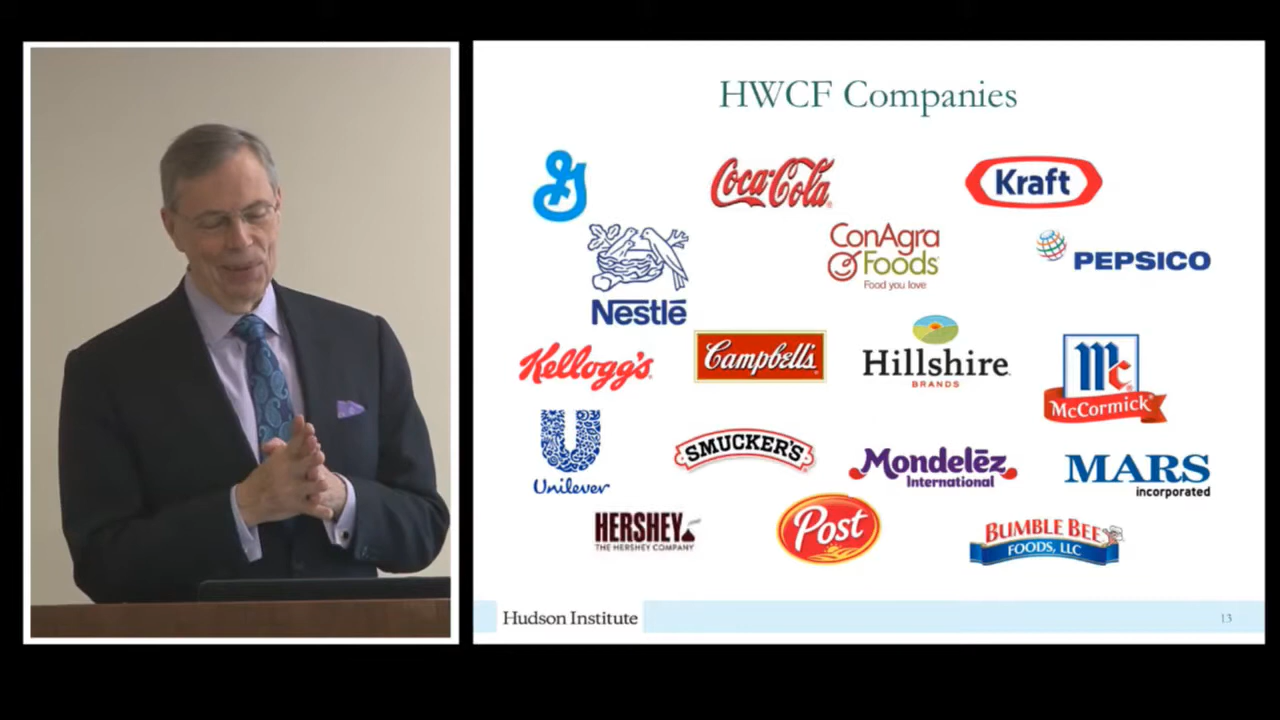 HWCF Companies
G
Coca-Cola
Kraft
Nestlé
ConAgra
Foods
Food you love
PEPSICO
Kellogg's
Campbell's
Hillshire
BRANDS
Mc
McCormick
U
Unilever
SMUCKER'S
Mondelēz
International
MARS
incorporated
HERSHEY
THE HERSHEY COMPANY
Post
BUMBLE BEE
FOODS, LLC
Hudson Institute
13